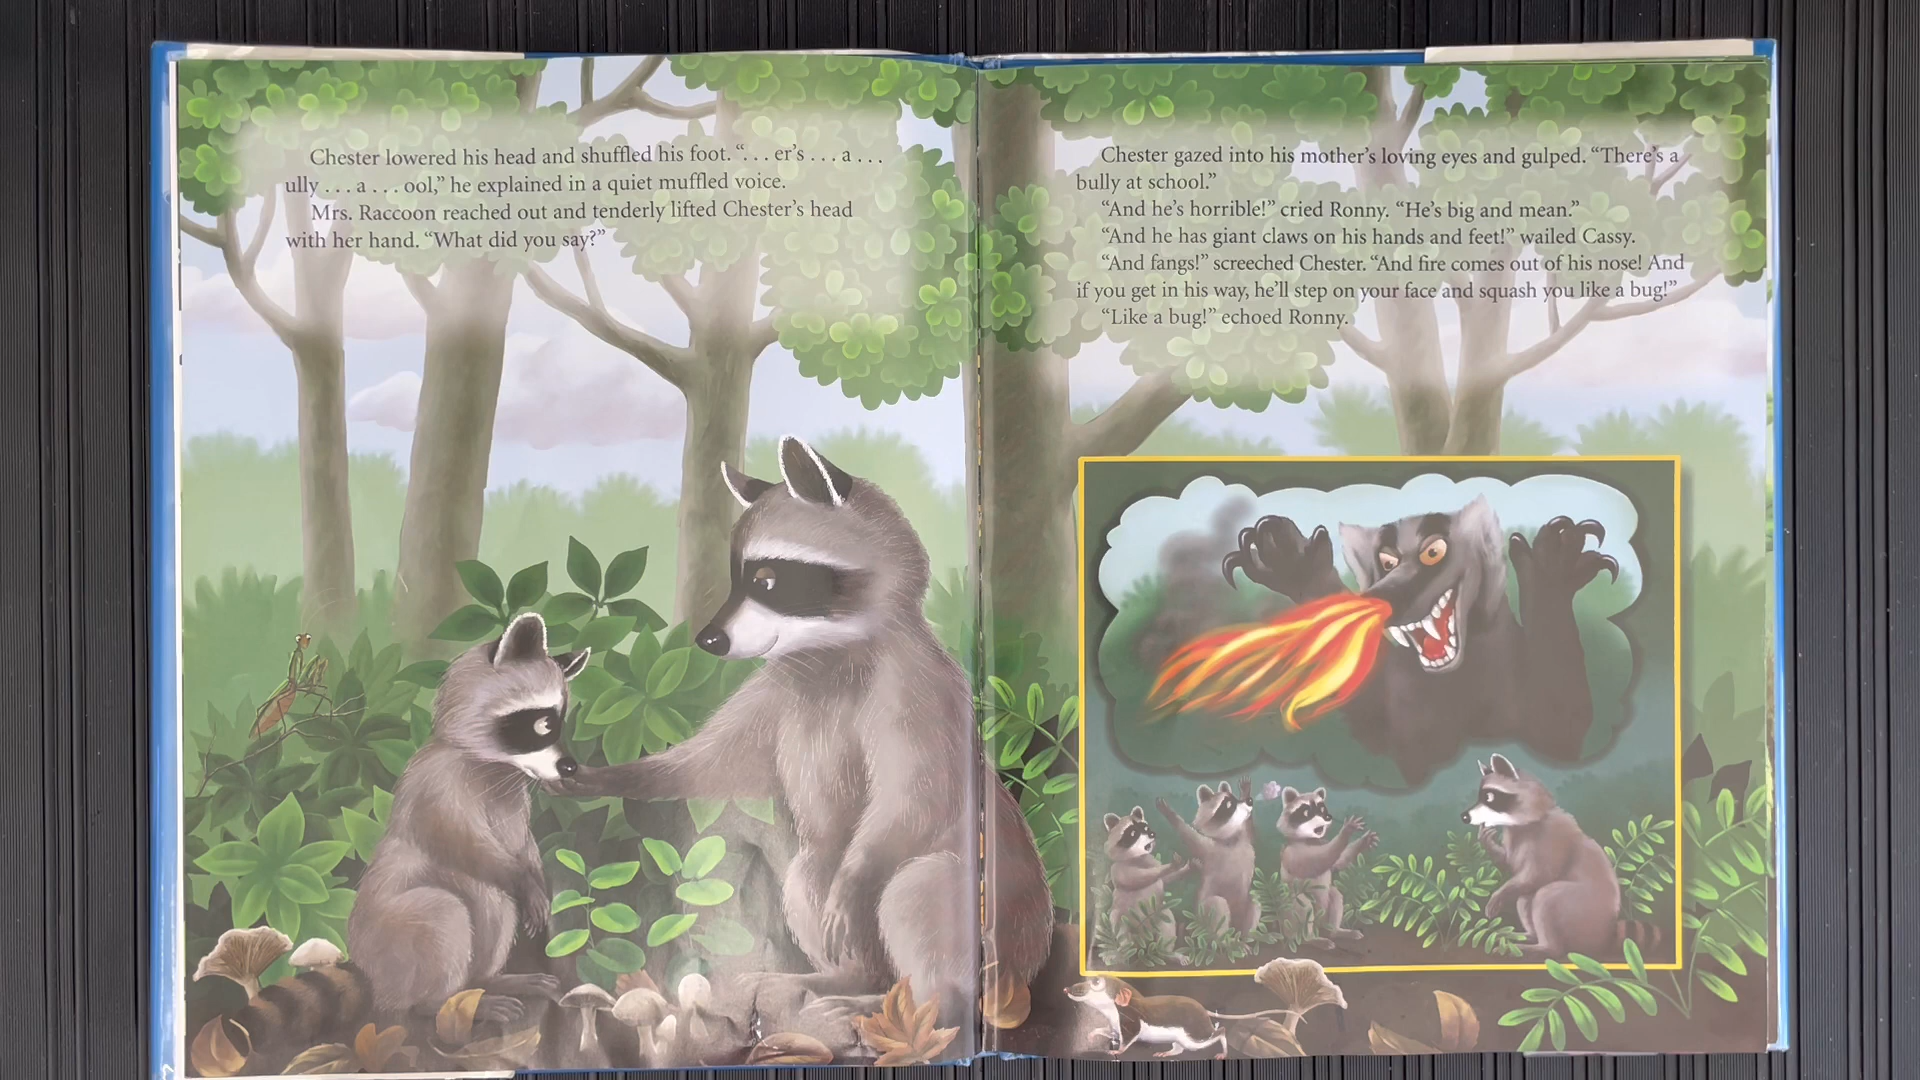 Chester lowered his head and shuffled his foot. “. . . er’s . . . a . . .
ully . . . a . . . ool,” he explained in a quiet muffled voice.
Mrs. Raccoon reached out and tenderly lifted Chester’s head
with her hand. “What did you say?”
Chester gazed into his mother’s loving eyes and gulped. “There’s a
bully at school.”
“And he’s horrible!” cried Ronny. “He’s big and mean.”
“And he has giant claws on his hands and feet!” wailed Cassy.
“And fangs!” screeched Chester. “And fire comes out of his nose! And
if you get in his way, he’ll step on your face and squash you like a bug!”
“Like a bug!” echoed Ronny.